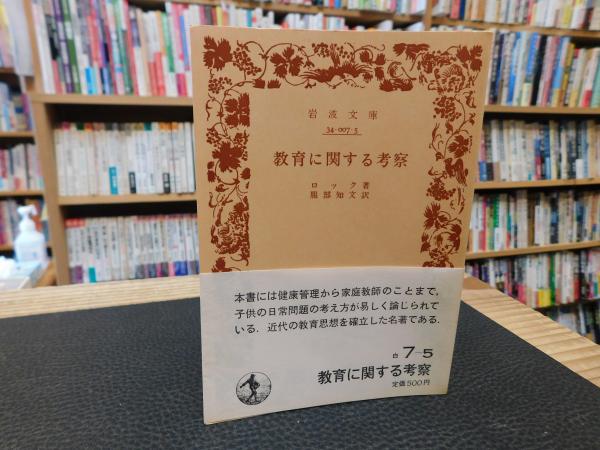 岩波文庫
34-007-5
教育に関する考察
ロック著
服部知文訳
本書には健康管理から家庭教師のことまで,
子供の日常問題の考え方が易しく論じられて
いる. 近代の教育思想を確立した名著である.
白 7-5
教育に関する考察
定価500円